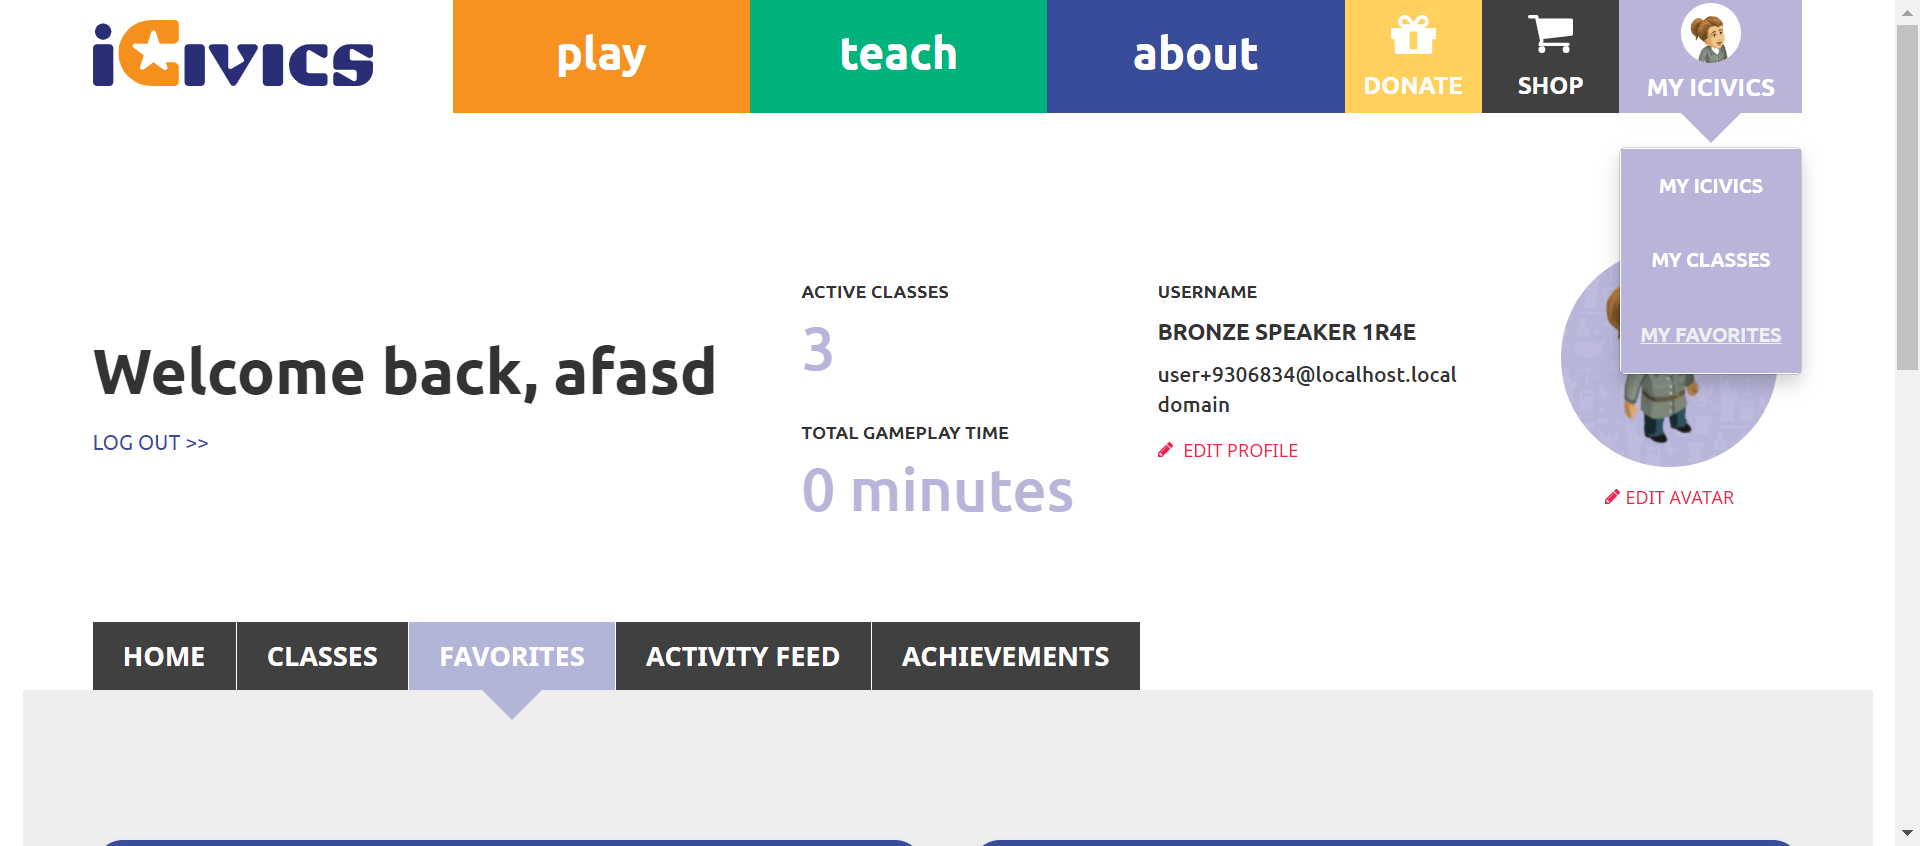 iCivics
play
teach
about
DONATE
SHOP
MY ICIVICS
MY ICIVICS
MY CLASSES
MY FAVORITES
Welcome back, afasd
LOG OUT >>
ACTIVE CLASSES
3
TOTAL GAMEPLAY TIME
0 minutes
USERNAME
BRONZE SPEAKER 1R4E
user+9306834@localhost.local
domain
EDIT PROFILE
EDIT AVATAR
HOME
CLASSES
FAVORITES
ACTIVITY FEED
ACHIEVEMENTS